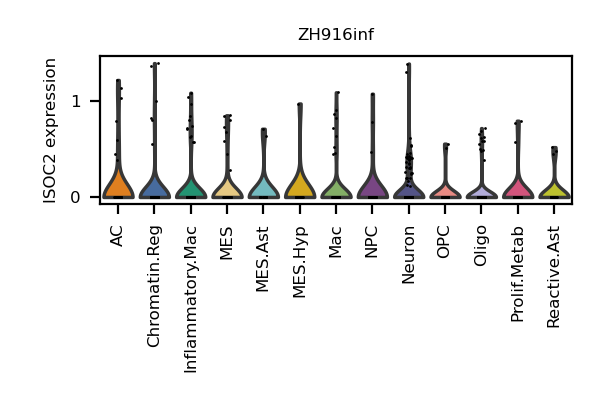 ZH916inf
ISOC2 expression
1
0
AC
Chromatin.Reg
Inflammatory.Mac
MES
MES.Ast
MES.Hyp
Mac
NPC
Neuron
OPC
Oligo
Prolif.Metab
Reactive.Ast